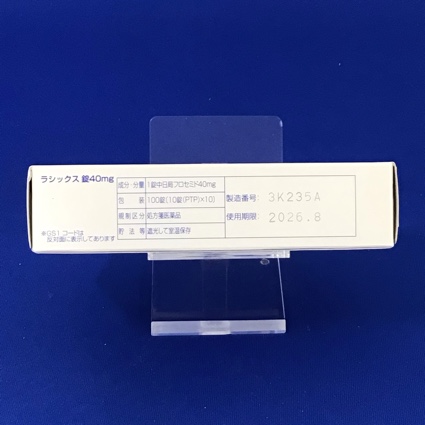 ラシックス 錠40mg
成分・分量 1錠中日局フロセミド40mg
包 装 100錠(10錠(PTP)×10)
規制区分 処方箋医薬品
貯 法 等 遮光して室温保存
製造番号: 3K235A
使用期限: 2026.8
※GS1 コードは
反対面に表示してあります